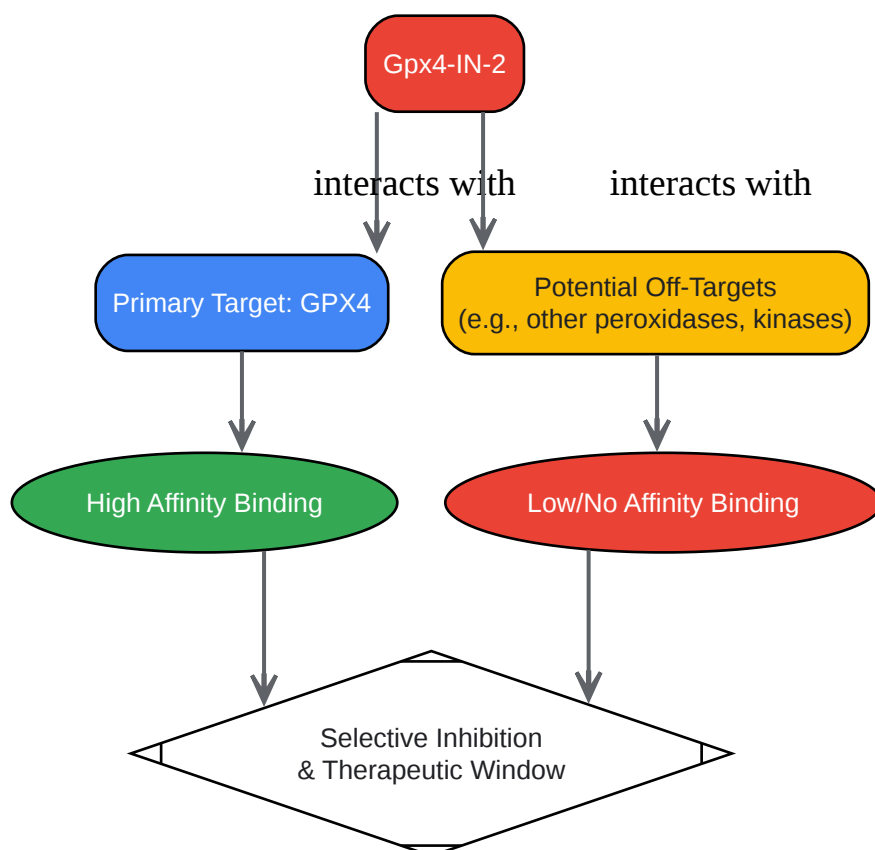 Gpx4-IN-2
interacts with
interacts with
Primary Target: GPX4
Potential Off-Targets
(e.g., other peroxidases, kinases)
High Affinity Binding
Low/No Affinity Binding
Selective Inhibition
& Therapeutic Window